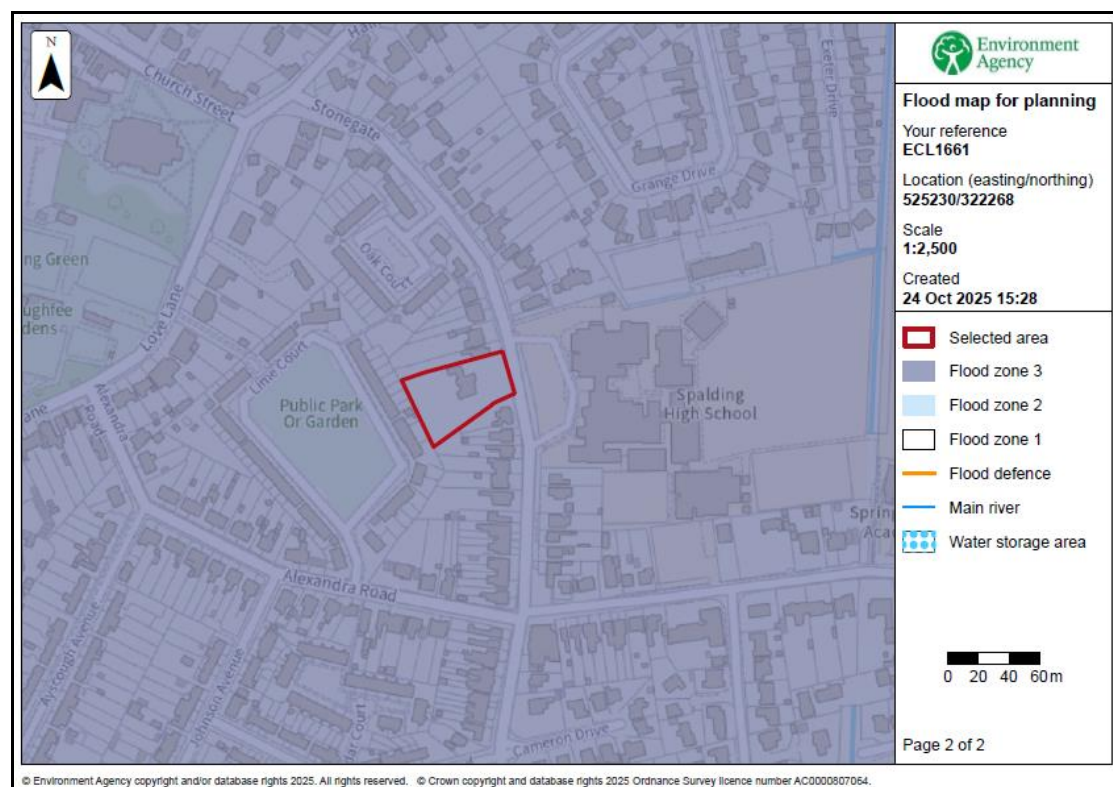 N
Church Street
Stonegate
Exeter Drive
Grange Drive
Oak Court
ng Green
ughfee
dens
Love Lane
Lime Court
Public Park
Or Garden
Spalding
High School
ane
Alexandra
Road
Spring
Aca
Alexandra Road
Ayscough Avenue
Johnson Avenue
Court
Cameron Drive
Environment
Agency
Flood map for planning
Your reference
ECL1661
Location (easting/northing)
525230/322268
Scale
1:2,500
Created
24 Oct 2025 15:28
Selected area
Flood zone 3
Flood zone 2
Flood zone 1
Flood defence
Main river
Water storage area
0 20 40 60m
Page 2 of 2
© Environment Agency copyright and/or database rights 2025. All rights reserved. © Crown copyright and database rights 2025 Ordnance Survey licence number AC0000807064.